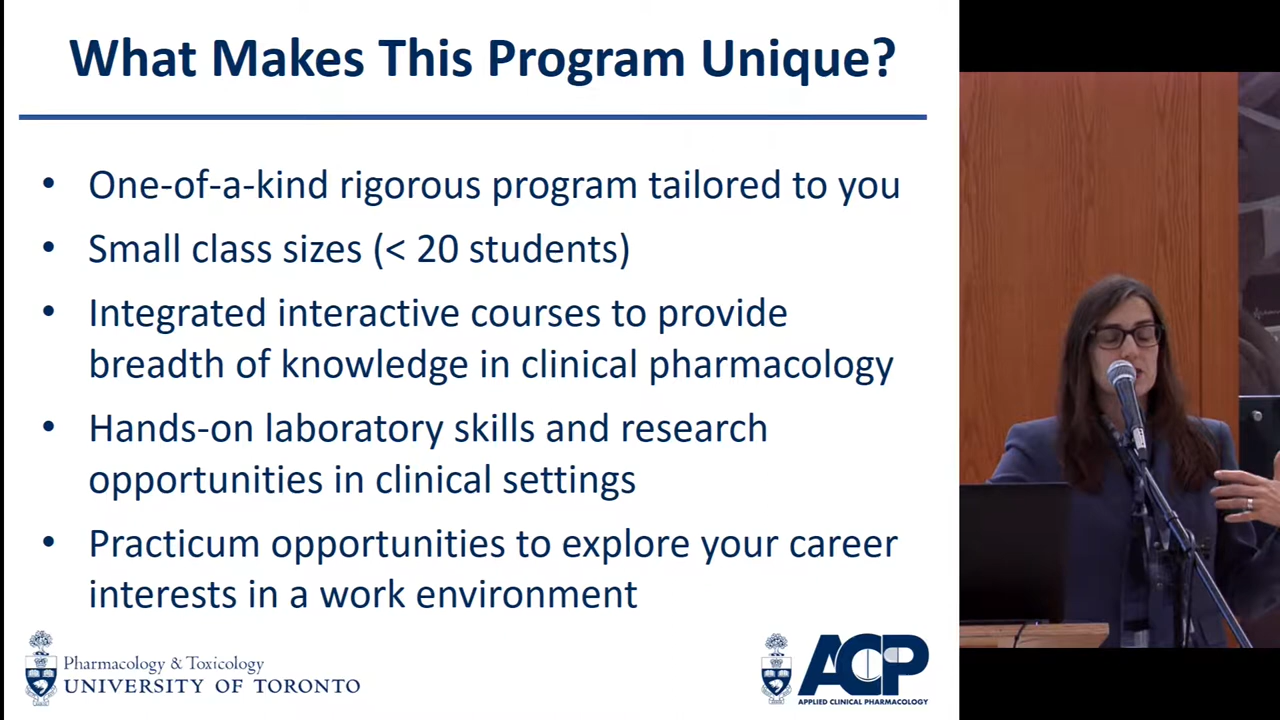 What Makes This Program Unique?
• One-of-a-kind rigorous program tailored to you
• Small class sizes (< 20 students)
• Integrated interactive courses to provide
breadth of knowledge in clinical pharmacology
• Hands-on laboratory skills and research
opportunities in clinical settings
• Practicum opportunities to explore your career
interests in a work environment
Pharmacology & Toxicology
UNIVERSITY OF TORONTO
ACP
APPLIED CLINICAL PHARMACOLOGY